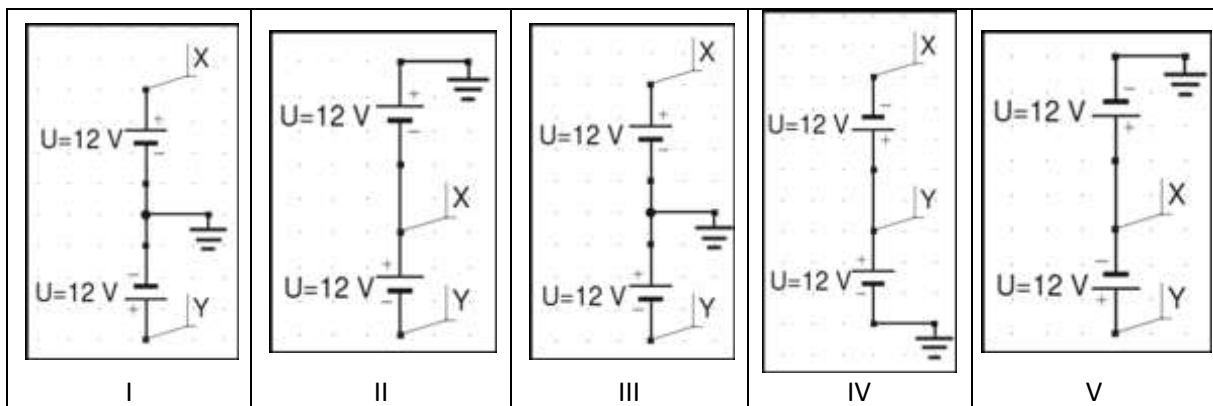 X
+
U=12 V
−
−
U=12 V
+
Y
I
+
U=12 V
−
X
+
U=12 V
−
Y
II
X
+
U=12 V
−
+
U=12 V
−
Y
III
X
−
U=12 V
+
Y
+
U=12 V
−
IV
−
U=12 V
+
X
−
U=12 V
+
Y
V